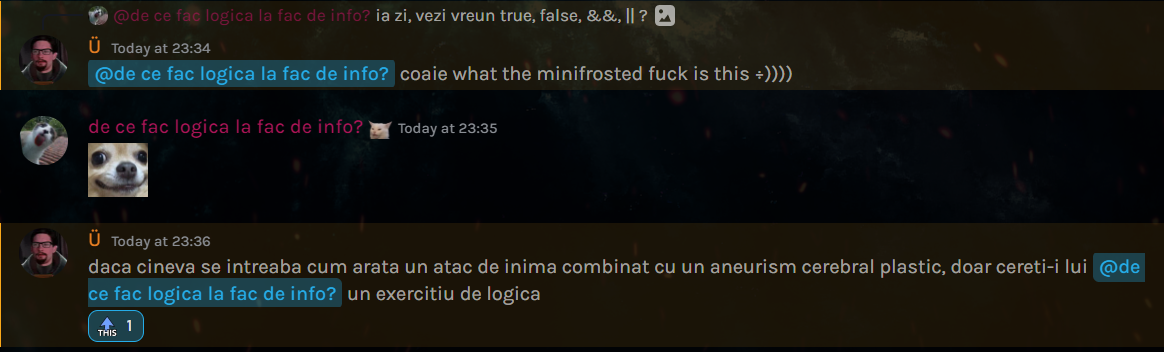 @de ce fac logica la fac de info? ia zi, vezi vreun true, false, &&, || ?
Ü Today at 23:34
@de ce fac logica la fac de info? coaie what the minifrosted fuck is this ÷))))
de ce fac logica la fac de info? Today at 23:35
Ü Today at 23:36
daca cineva se intreaba cum arata un atac de inima combinat cu un aneurism cerebral plastic, doar cereti-i lui @de
ce fac logica la fac de info? un exercitiu de logica
THIS 1